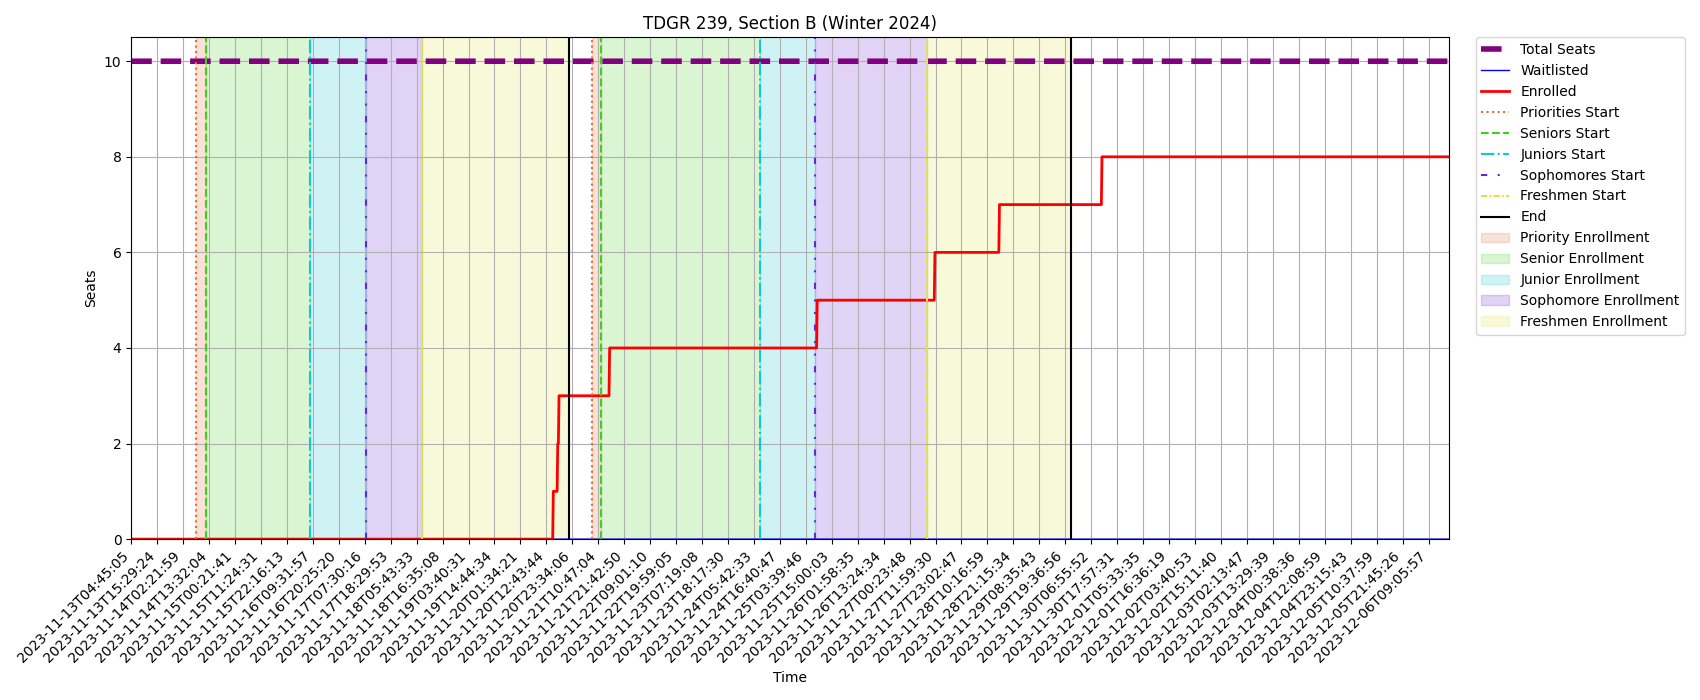 TDGR 239, Section B (Winter 2024)
Seats
10
8
6
4
2
0
2023-11-13T04:45:05
2023-11-13T15:29:24
2023-11-14T02:21:59
2023-11-14T13:32:04
2023-11-15T00:21:41
2023-11-15T11:24:31
2023-11-15T22:16:13
2023-11-16T09:31:57
2023-11-16T20:25:20
2023-11-17T07:30:16
2023-11-17T18:29:53
2023-11-18T05:43:33
2023-11-18T16:35:08
2023-11-19T03:40:31
2023-11-19T14:44:34
2023-11-20T01:34:21
2023-11-20T12:43:44
2023-11-20T23:34:06
2023-11-21T10:47:04
2023-11-21T21:42:50
2023-11-22T09:01:10
2023-11-22T19:59:05
2023-11-23T07:19:08
2023-11-23T18:17:30
2023-11-24T05:42:33
2023-11-24T16:40:47
2023-11-25T03:39:46
2023-11-25T15:00:03
2023-11-26T01:58:35
2023-11-26T13:24:34
2023-11-27T00:23:48
2023-11-27T11:59:30
2023-11-27T23:02:47
2023-11-28T10:16:59
2023-11-28T21:15:34
2023-11-29T08:35:43
2023-11-29T19:36:56
2023-11-30T06:55:52
2023-11-30T17:57:31
2023-12-01T05:33:35
2023-12-01T16:36:19
2023-12-02T03:40:53
2023-12-02T15:11:40
2023-12-03T02:13:47
2023-12-03T13:29:39
2023-12-04T00:38:36
2023-12-04T12:08:59
2023-12-04T23:15:43
2023-12-05T10:37:59
2023-12-05T21:45:26
2023-12-06T09:05:57
Time
Total Seats
Waitlisted
Enrolled
Priorities Start
Seniors Start
Juniors Start
Sophomores Start
Freshmen Start
End
Priority Enrollment
Senior Enrollment
Junior Enrollment
Sophomore Enrollment
Freshmen Enrollment